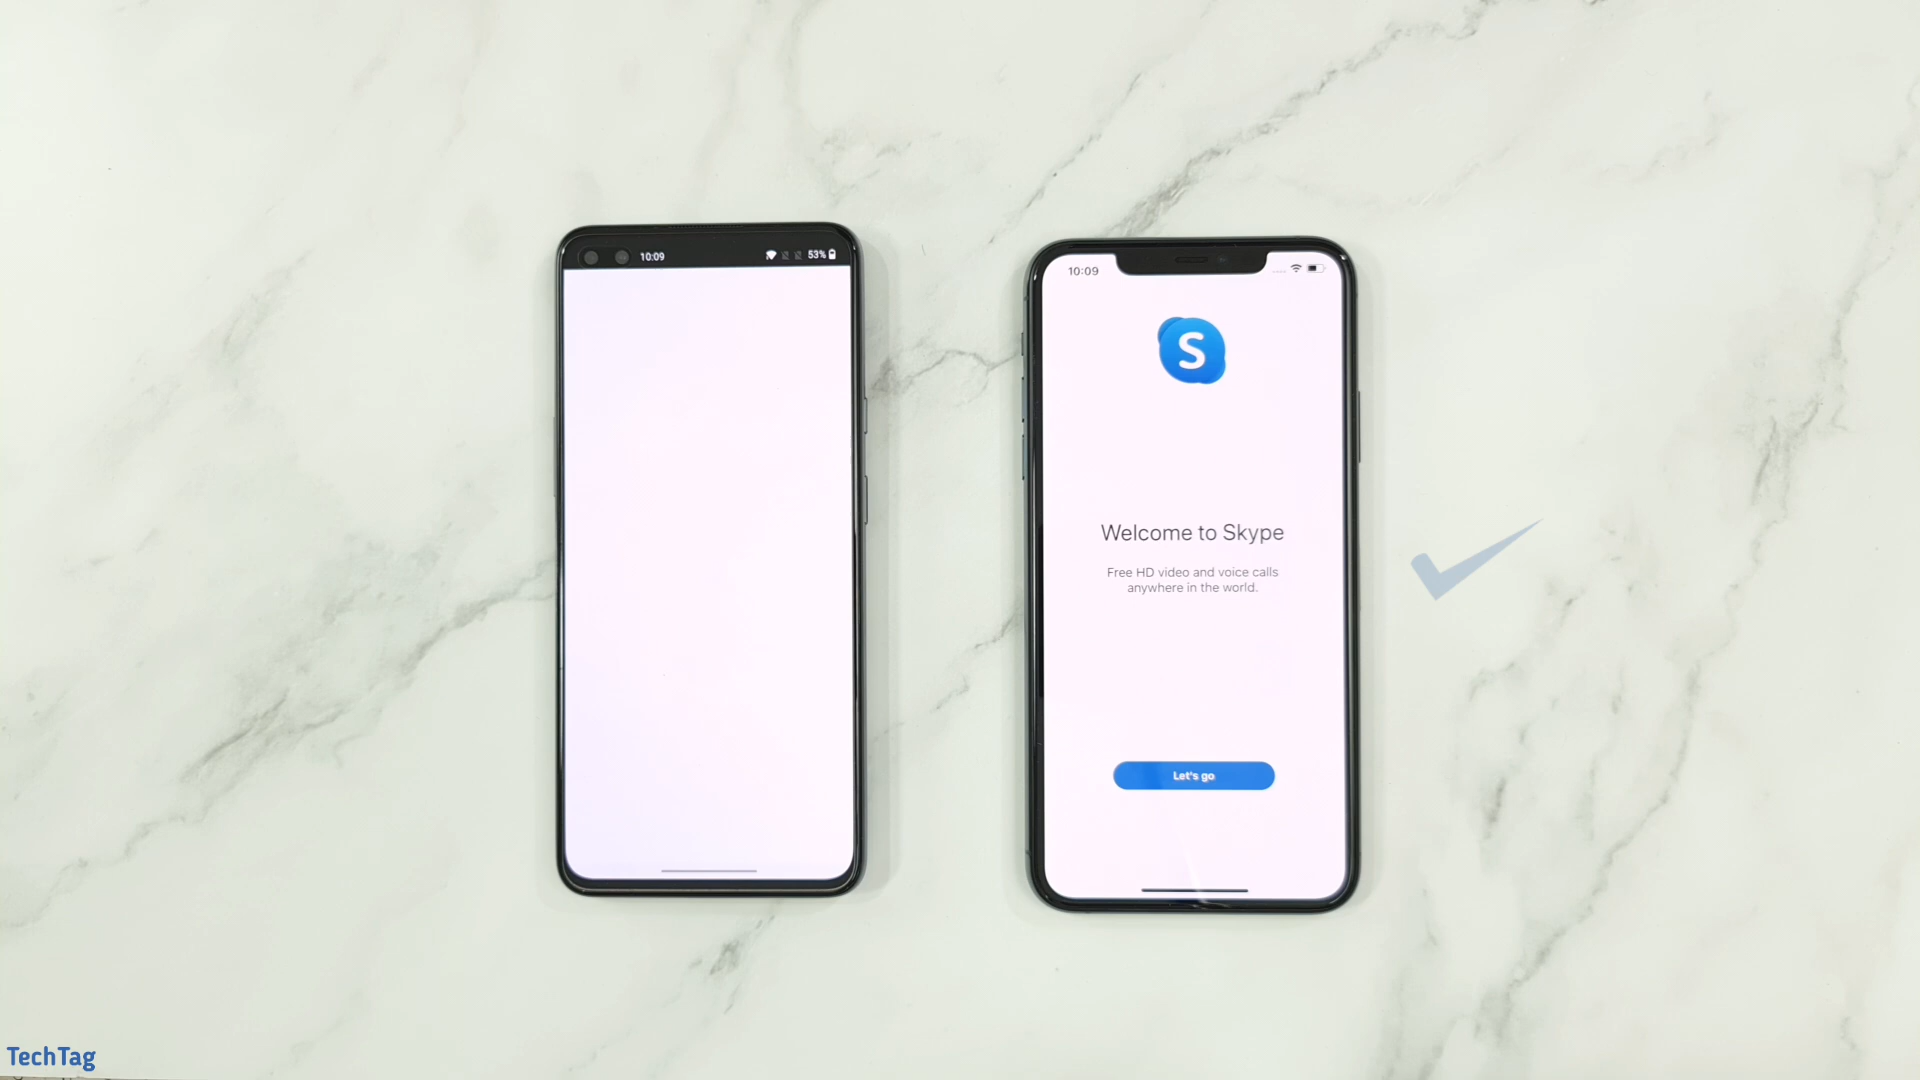 10:09
53%
10:09
S
Welcome to Skype
Free HD video and voice calls
anywhere in the world.
Let's go
TechTag